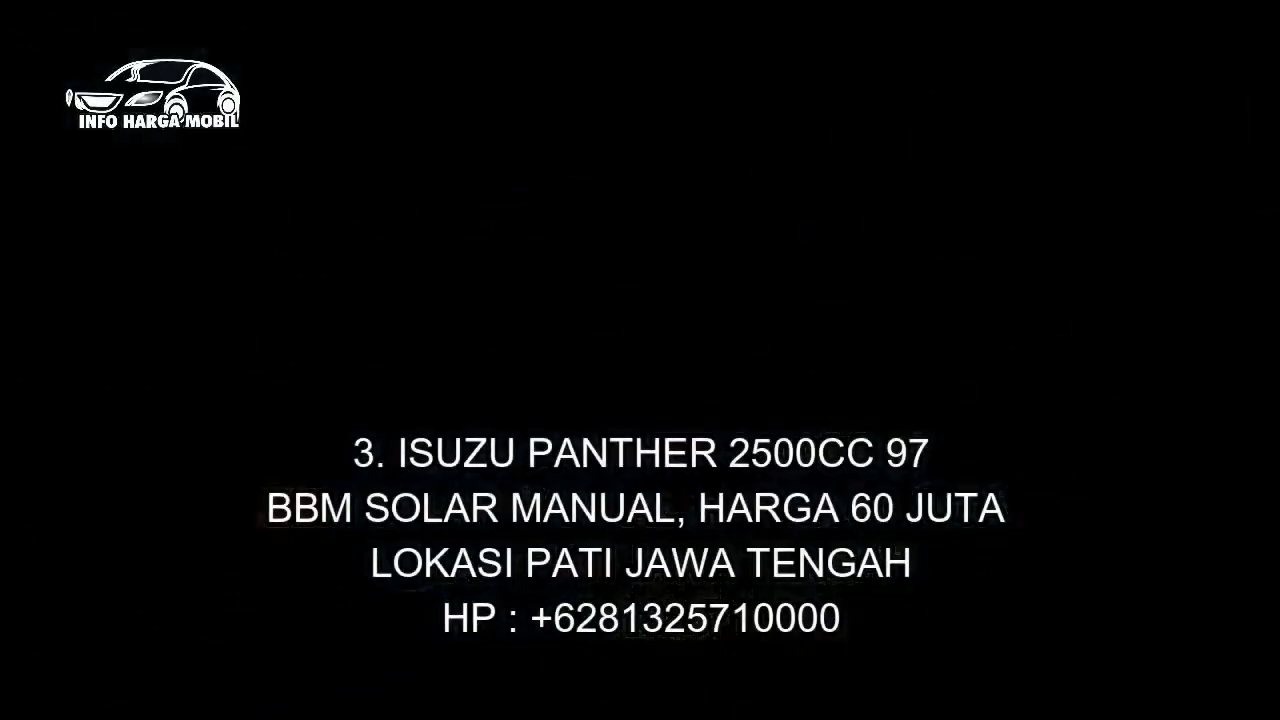 INFO HARGA MOBIL
3. ISUZU PANTHER 2500CC 97
BBM SOLAR MANUAL, HARGA 60 JUTA
LOKASI PATI JAWA TENGAH
HP : +6281325710000